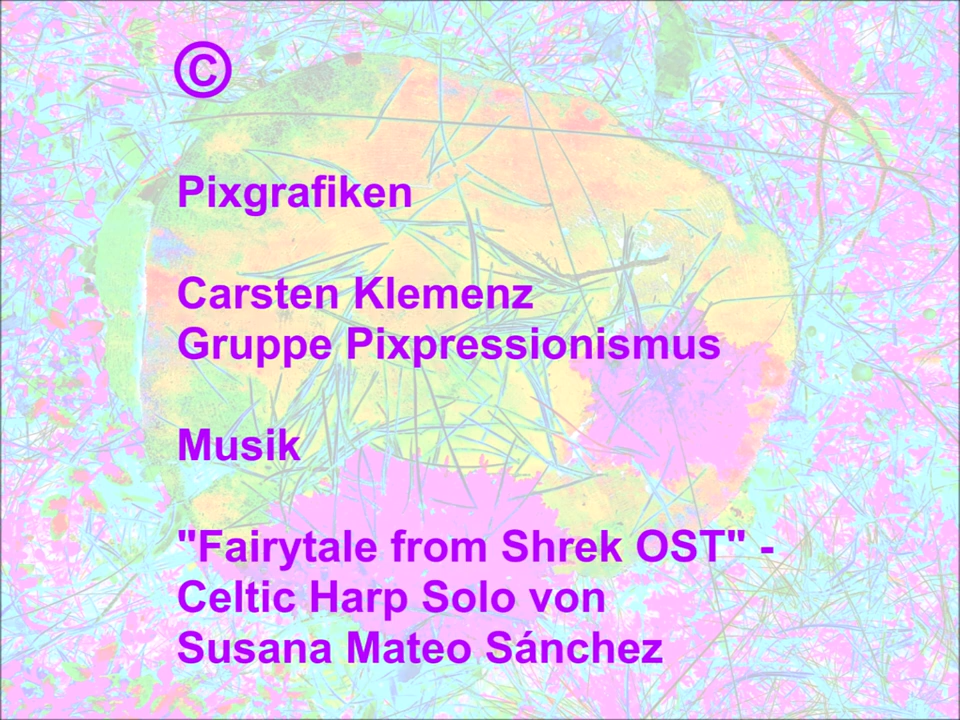 ©
Pixgrafiken
Carsten Klemenz
Gruppe Pixpressionismus
Musik
"Fairytale from Shrek OST" -
Celtic Harp Solo von
Susana Mateo Sánchez